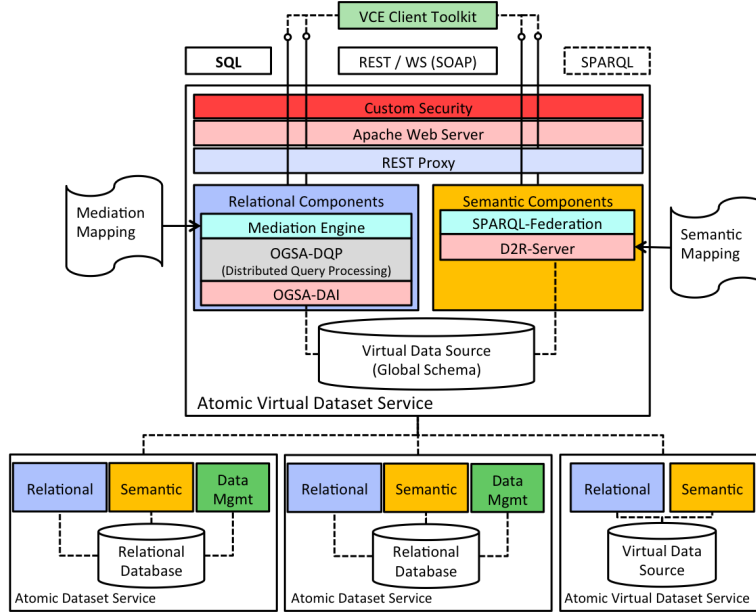 VCE Client Toolkit
SQL
REST / WS (SOAP)
SPARQL
Custom Security
Apache Web Server
REST Proxy
Mediation
Mapping
Relational Components
Mediation Engine
OGSA-DQP
(Distributed Query Processing)
OGSA-DAI
Semantic Components
SPARQL-Federation
D2R-Server
Semantic
Mapping
Virtual Data Source
(Global Schema)
Atomic Virtual Dataset Service
Relational
Semantic
Data
Mgmt
Relational
Database
Atomic Dataset Service
Relational
Semantic
Data
Mgmt
Relational
Database
Atomic Dataset Service
Relational
Semantic
Virtual Data
Source
Atomic Virtual Dataset Service